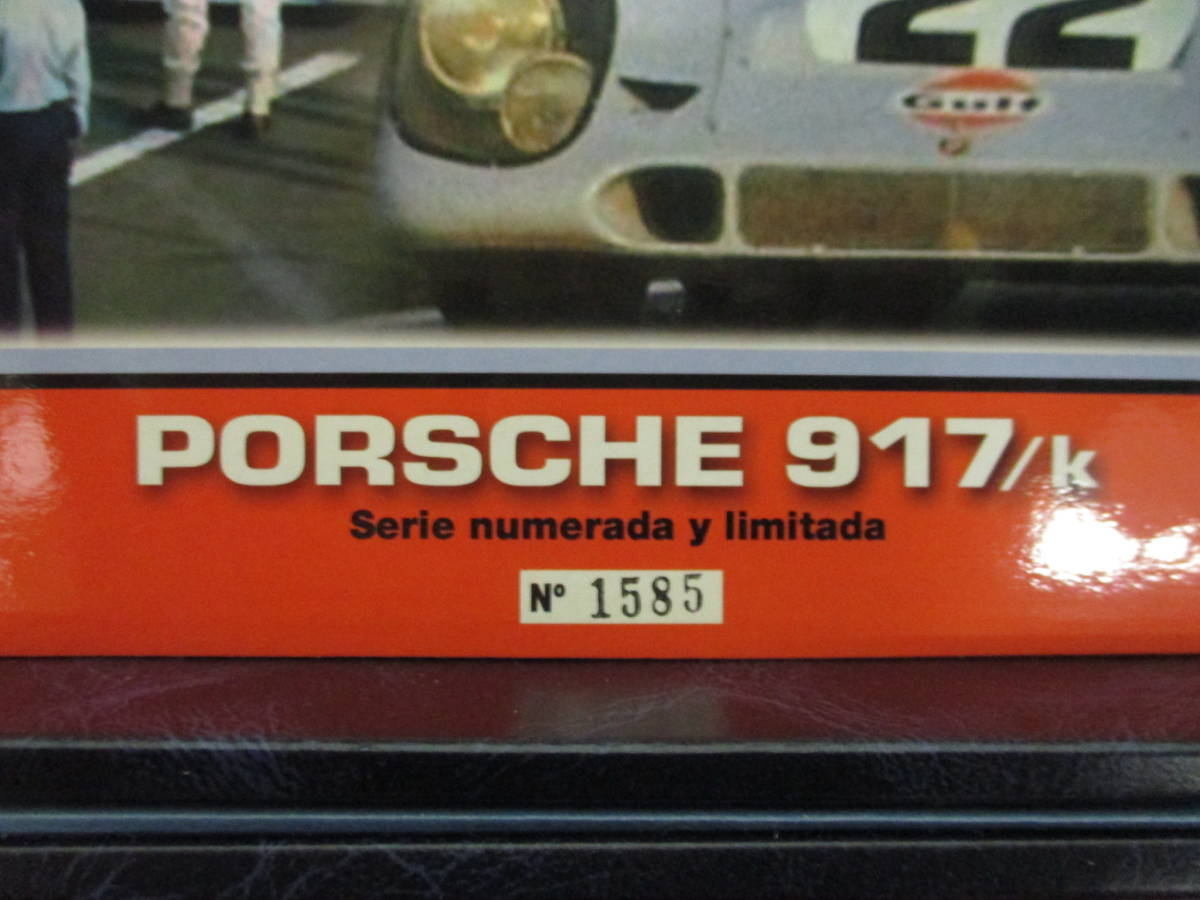 22
Gulf
PORSCHE 917/k
Serie numerada y limitada
Nº 1585